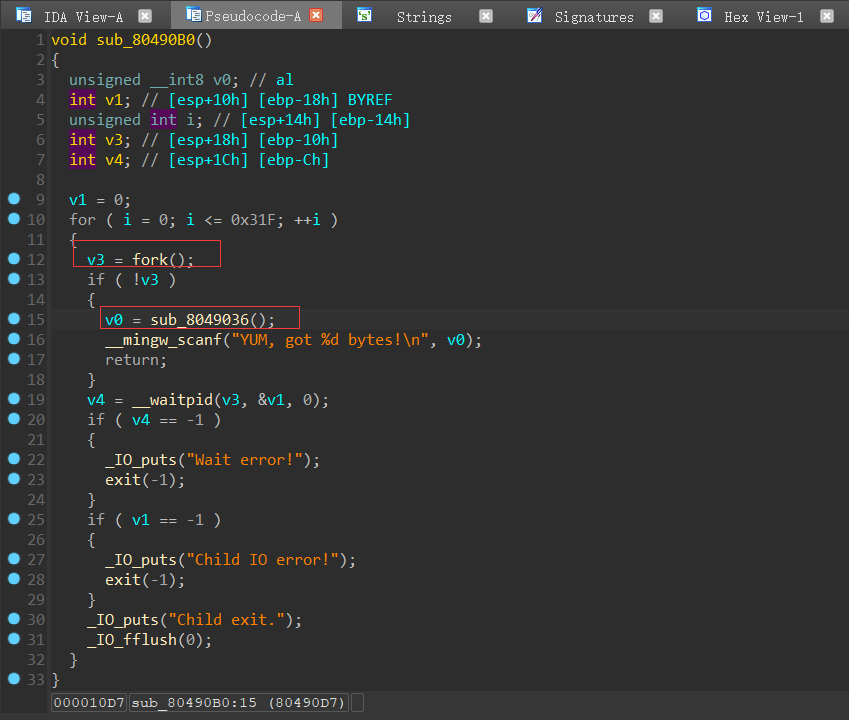 IDA View-A Pseudocode-A Strings Signatures Hex View-1
1 void sub_80490B0()
2 {
3 unsigned __int8 v0; // al
4 int v1; // [esp+10h] [ebp-18h] BYREF
5 unsigned int i; // [esp+14h] [ebp-14h]
6 int v3; // [esp+18h] [ebp-10h]
7 int v4; // [esp+1Ch] [ebp-Ch]
8
9 v1 = 0;
10 for ( i = 0; i <= 0x31F; ++i )
11 {
12 v3 = fork();
13 if ( !v3 )
14 {
15 v0 = sub_8049036();
16 __mingw_scanf("YUM, got %d bytes!\n", v0);
17 return;
18 }
19 v4 = __waitpid(v3, &v1, 0);
20 if ( v4 == -1 )
21 {
22 _IO_puts("Wait error!");
23 exit(-1);
24 }
25 if ( v1 == -1 )
26 {
27 _IO_puts("Child IO error!");
28 exit(-1);
29 }
30 _IO_puts("Child exit.");
31 _IO_fflush(0);
32 }
33 }
000010D7 sub_80490B0:15 (80490D7)